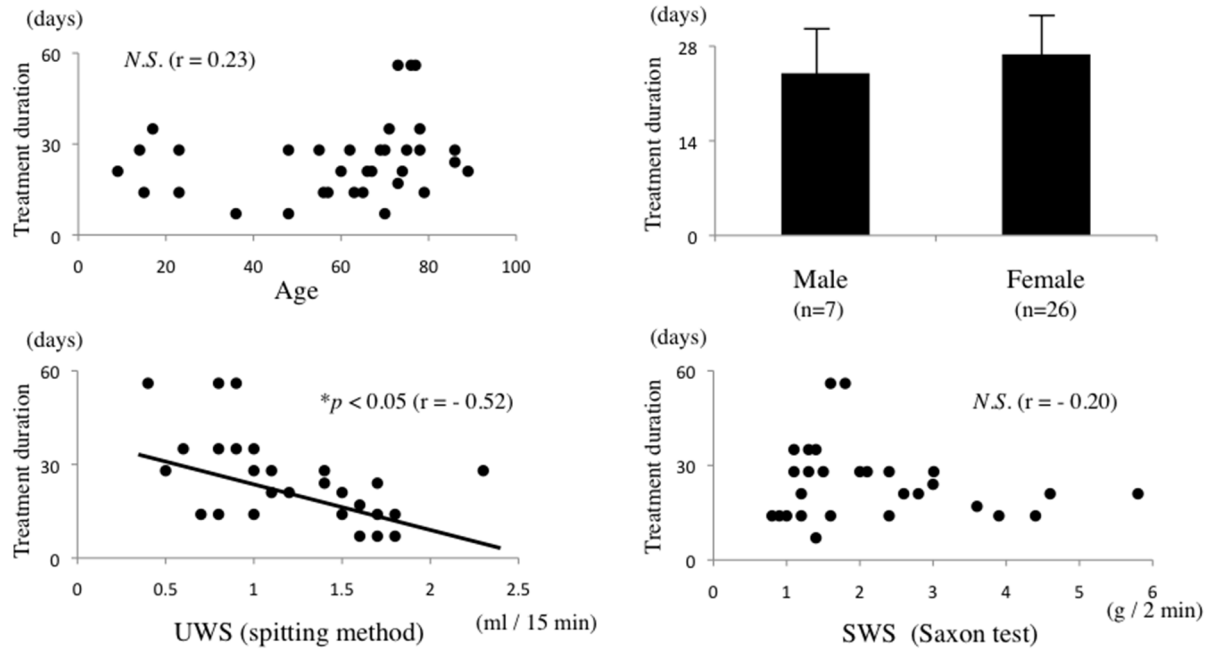 (days)
Treatment duration
60
30
0
N.S. (r = 0.23)
0 20 40 60 80 100
Age
(days)
Treatment duration
28
14
0
Male Female
(n=7) (n=26)
(days)
Treatment duration
60
30
0
*p < 0.05 (r = - 0.52)
0 0.5 1 1.5 2 2.5
(ml / 15 min)
UWS (spitting method)
(days)
Treatment duration
60
30
0
N.S. (r = - 0.20)
0 1 2 3 4 5 6
(g / 2 min)
SWS (Saxon test)